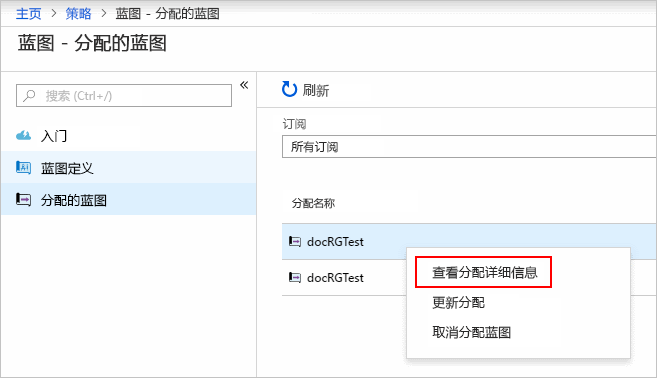 主页 > 策略 > 蓝图 - 分配的蓝图
蓝图 - 分配的蓝图
搜索 (Ctrl+/)
«
入门
蓝图定义
分配的蓝图
刷新
订阅
所有订阅
分配名称
docRGTest
docRGTest
查看分配详细信息
更新分配
取消分配蓝图